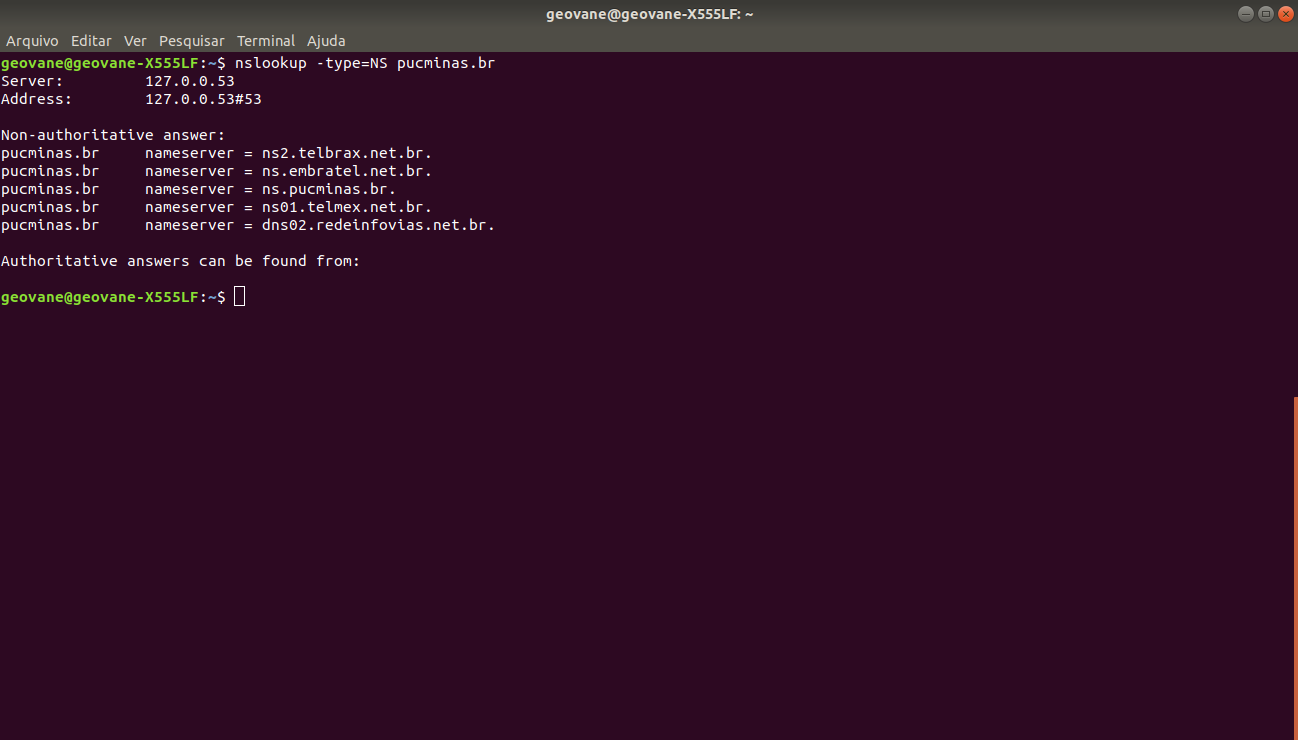 geovane@geovane-X555LF: ~
Arquivo Editar Ver Pesquisar Terminal Ajuda
geovane@geovane-X555LF:~$ nslookup -type=NS pucminas.br
Server:		127.0.0.53
Address:	127.0.0.53#53
Non-authoritative answer:
pucminas.br	nameserver = ns2.telbrax.net.br.
pucminas.br	nameserver = ns.embratel.net.br.
pucminas.br	nameserver = ns.pucminas.br.
pucminas.br	nameserver = ns01.telmex.net.br.
pucminas.br	nameserver = dns02.redeinfovias.net.br.
Authoritative answers can be found from:
geovane@geovane-X555LF:~$